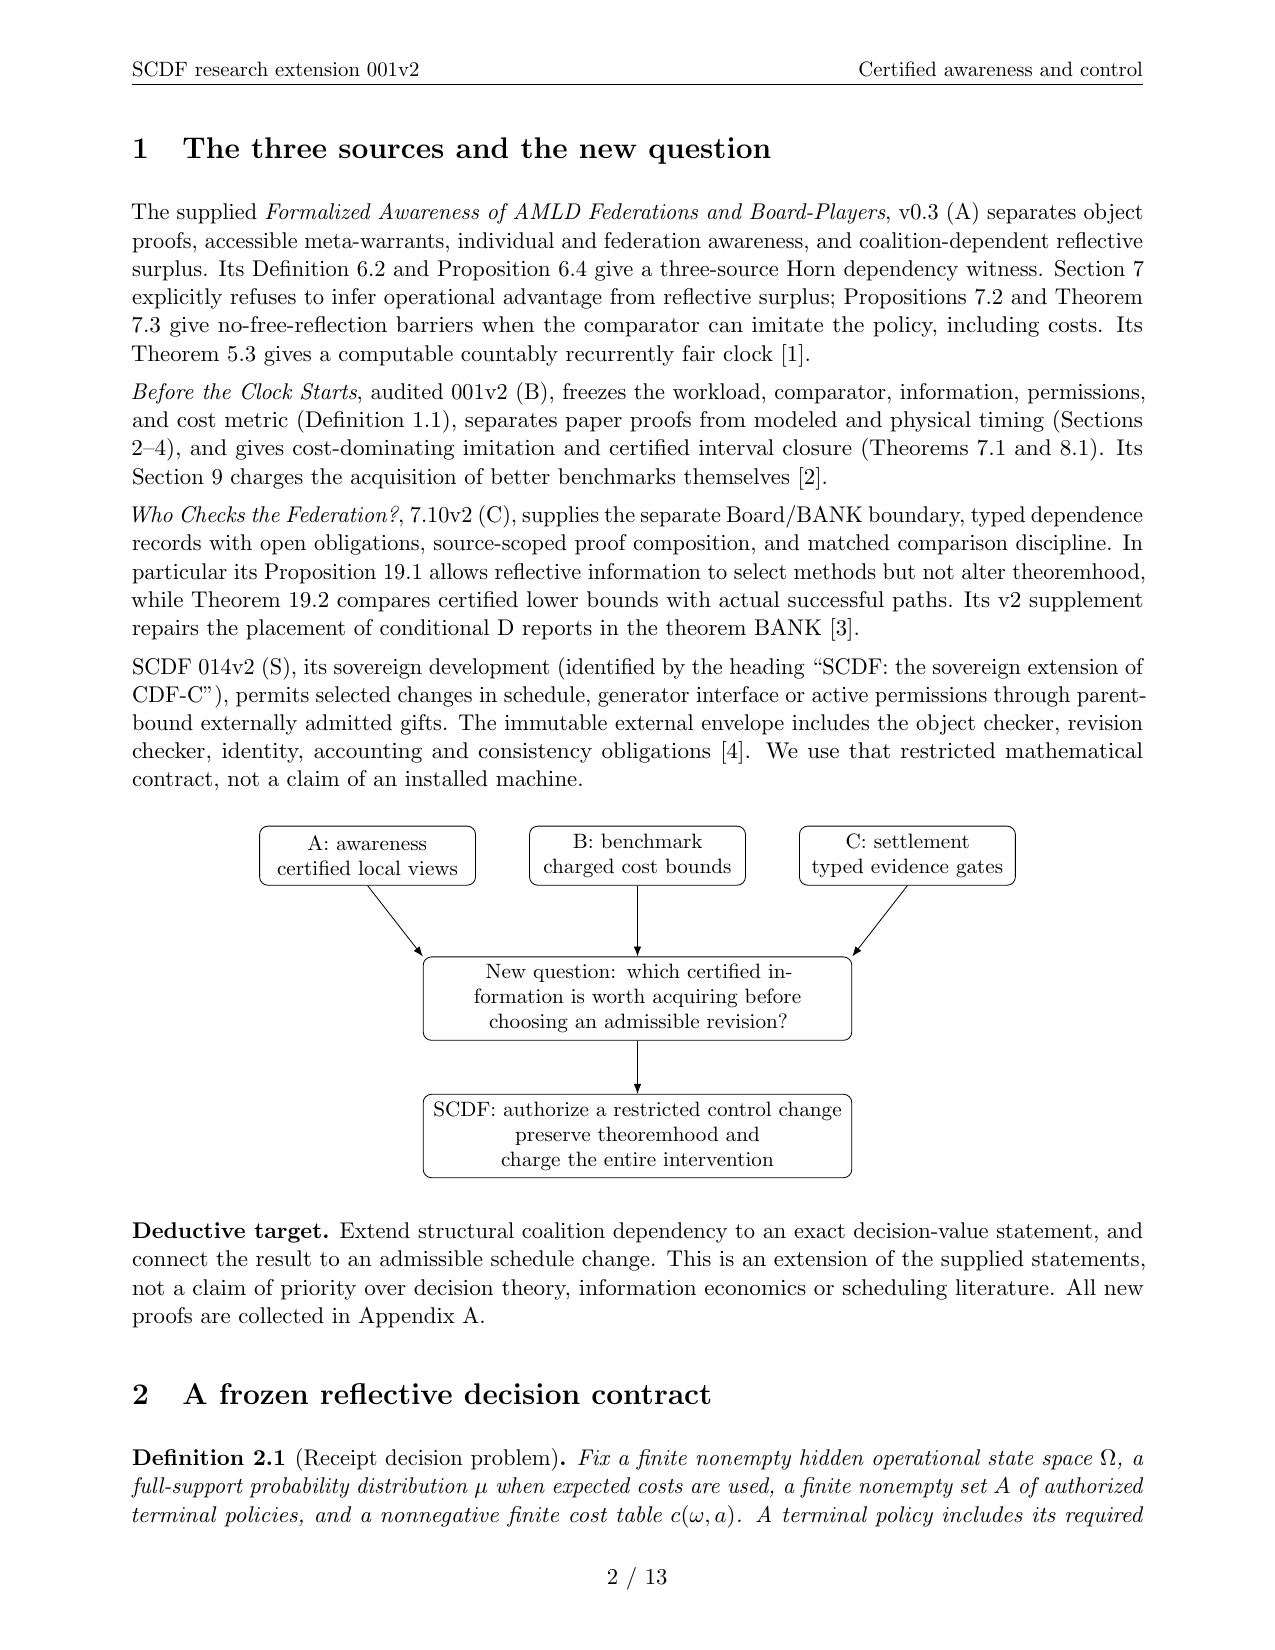 SCDF research extension 001v2 Certified awareness and control
1 The three sources and the new question
The supplied Formalized Awareness of AMLD Federations and Board-Players, v0.3 (A) separates object
proofs, accessible meta-warrants, individual and federation awareness, and coalition-dependent reflective
surplus. Its Definition 6.2 and Proposition 6.4 give a three-source Horn dependency witness. Section 7
explicitly refuses to infer operational advantage from reflective surplus; Propositions 7.2 and Theorem
7.3 give no-free-reflection barriers when the comparator can imitate the policy, including costs. Its
Theorem 5.3 gives a computable countably recurrently fair clock [1].
Before the Clock Starts, audited 001v2 (B), freezes the workload, comparator, information, permissions,
and cost metric (Definition 1.1), separates paper proofs from modeled and physical timing (Sections
2–4), and gives cost-dominating imitation and certified interval closure (Theorems 7.1 and 8.1). Its
Section 9 charges the acquisition of better benchmarks themselves [2].
Who Checks the Federation?, 7.10v2 (C), supplies the separate Board/BANK boundary, typed dependence
records with open obligations, source-scoped proof composition, and matched comparison discipline. In
particular its Proposition 19.1 allows reflective information to select methods but not alter theoremhood,
while Theorem 19.2 compares certified lower bounds with actual successful paths. Its v2 supplement
repairs the placement of conditional D reports in the theorem BANK [3].
SCDF 014v2 (S), its sovereign development (identified by the heading “SCDF: the sovereign extension of
CDF-C”), permits selected changes in schedule, generator interface or active permissions through parent-
bound externally admitted gifts. The immutable external envelope includes the object checker, revision
checker, identity, accounting and consistency obligations [4]. We use that restricted mathematical
contract, not a claim of an installed machine.
A: awareness
certified local views
B: benchmark
charged cost bounds
C: settlement
typed evidence gates
New question: which certified in-
formation is worth acquiring before
choosing an admissible revision?
SCDF: authorize a restricted control change
preserve theoremhood and
charge the entire intervention
Deductive target. Extend structural coalition dependency to an exact decision-value statement, and
connect the result to an admissible schedule change. This is an extension of the supplied statements,
not a claim of priority over decision theory, information economics or scheduling literature. All new
proofs are collected in Appendix A.
2 A frozen reflective decision contract
Definition 2.1 (Receipt decision problem). Fix a finite nonempty hidden operational state space Ω, a
full-support probability distribution μ when expected costs are used, a finite nonempty set A of authorized
terminal policies, and a nonnegative finite cost table c(ω, a). A terminal policy includes its required
2 / 13